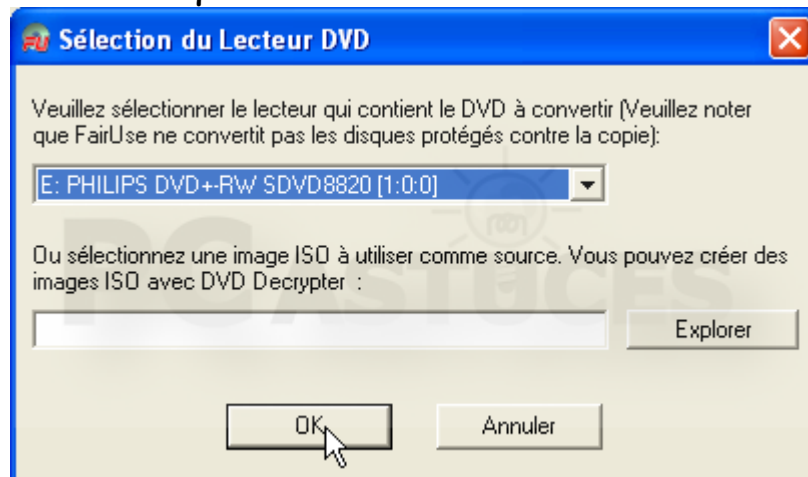 Sélection du Lecteur DVD
Veuillez sélectionner le lecteur qui contient le DVD à convertir (Veuillez noter
que FairUse ne convertit pas les disques protégés contre la copie):
E: PHILIPS DVD+-RW SDVD8820 [1:0:0]
Ou sélectionnez une image ISO à utiliser comme source. Vous pouvez créer des
images ISO avec DVD Decrypter :
Explorer
OK
Annuler
PC ASTUCES